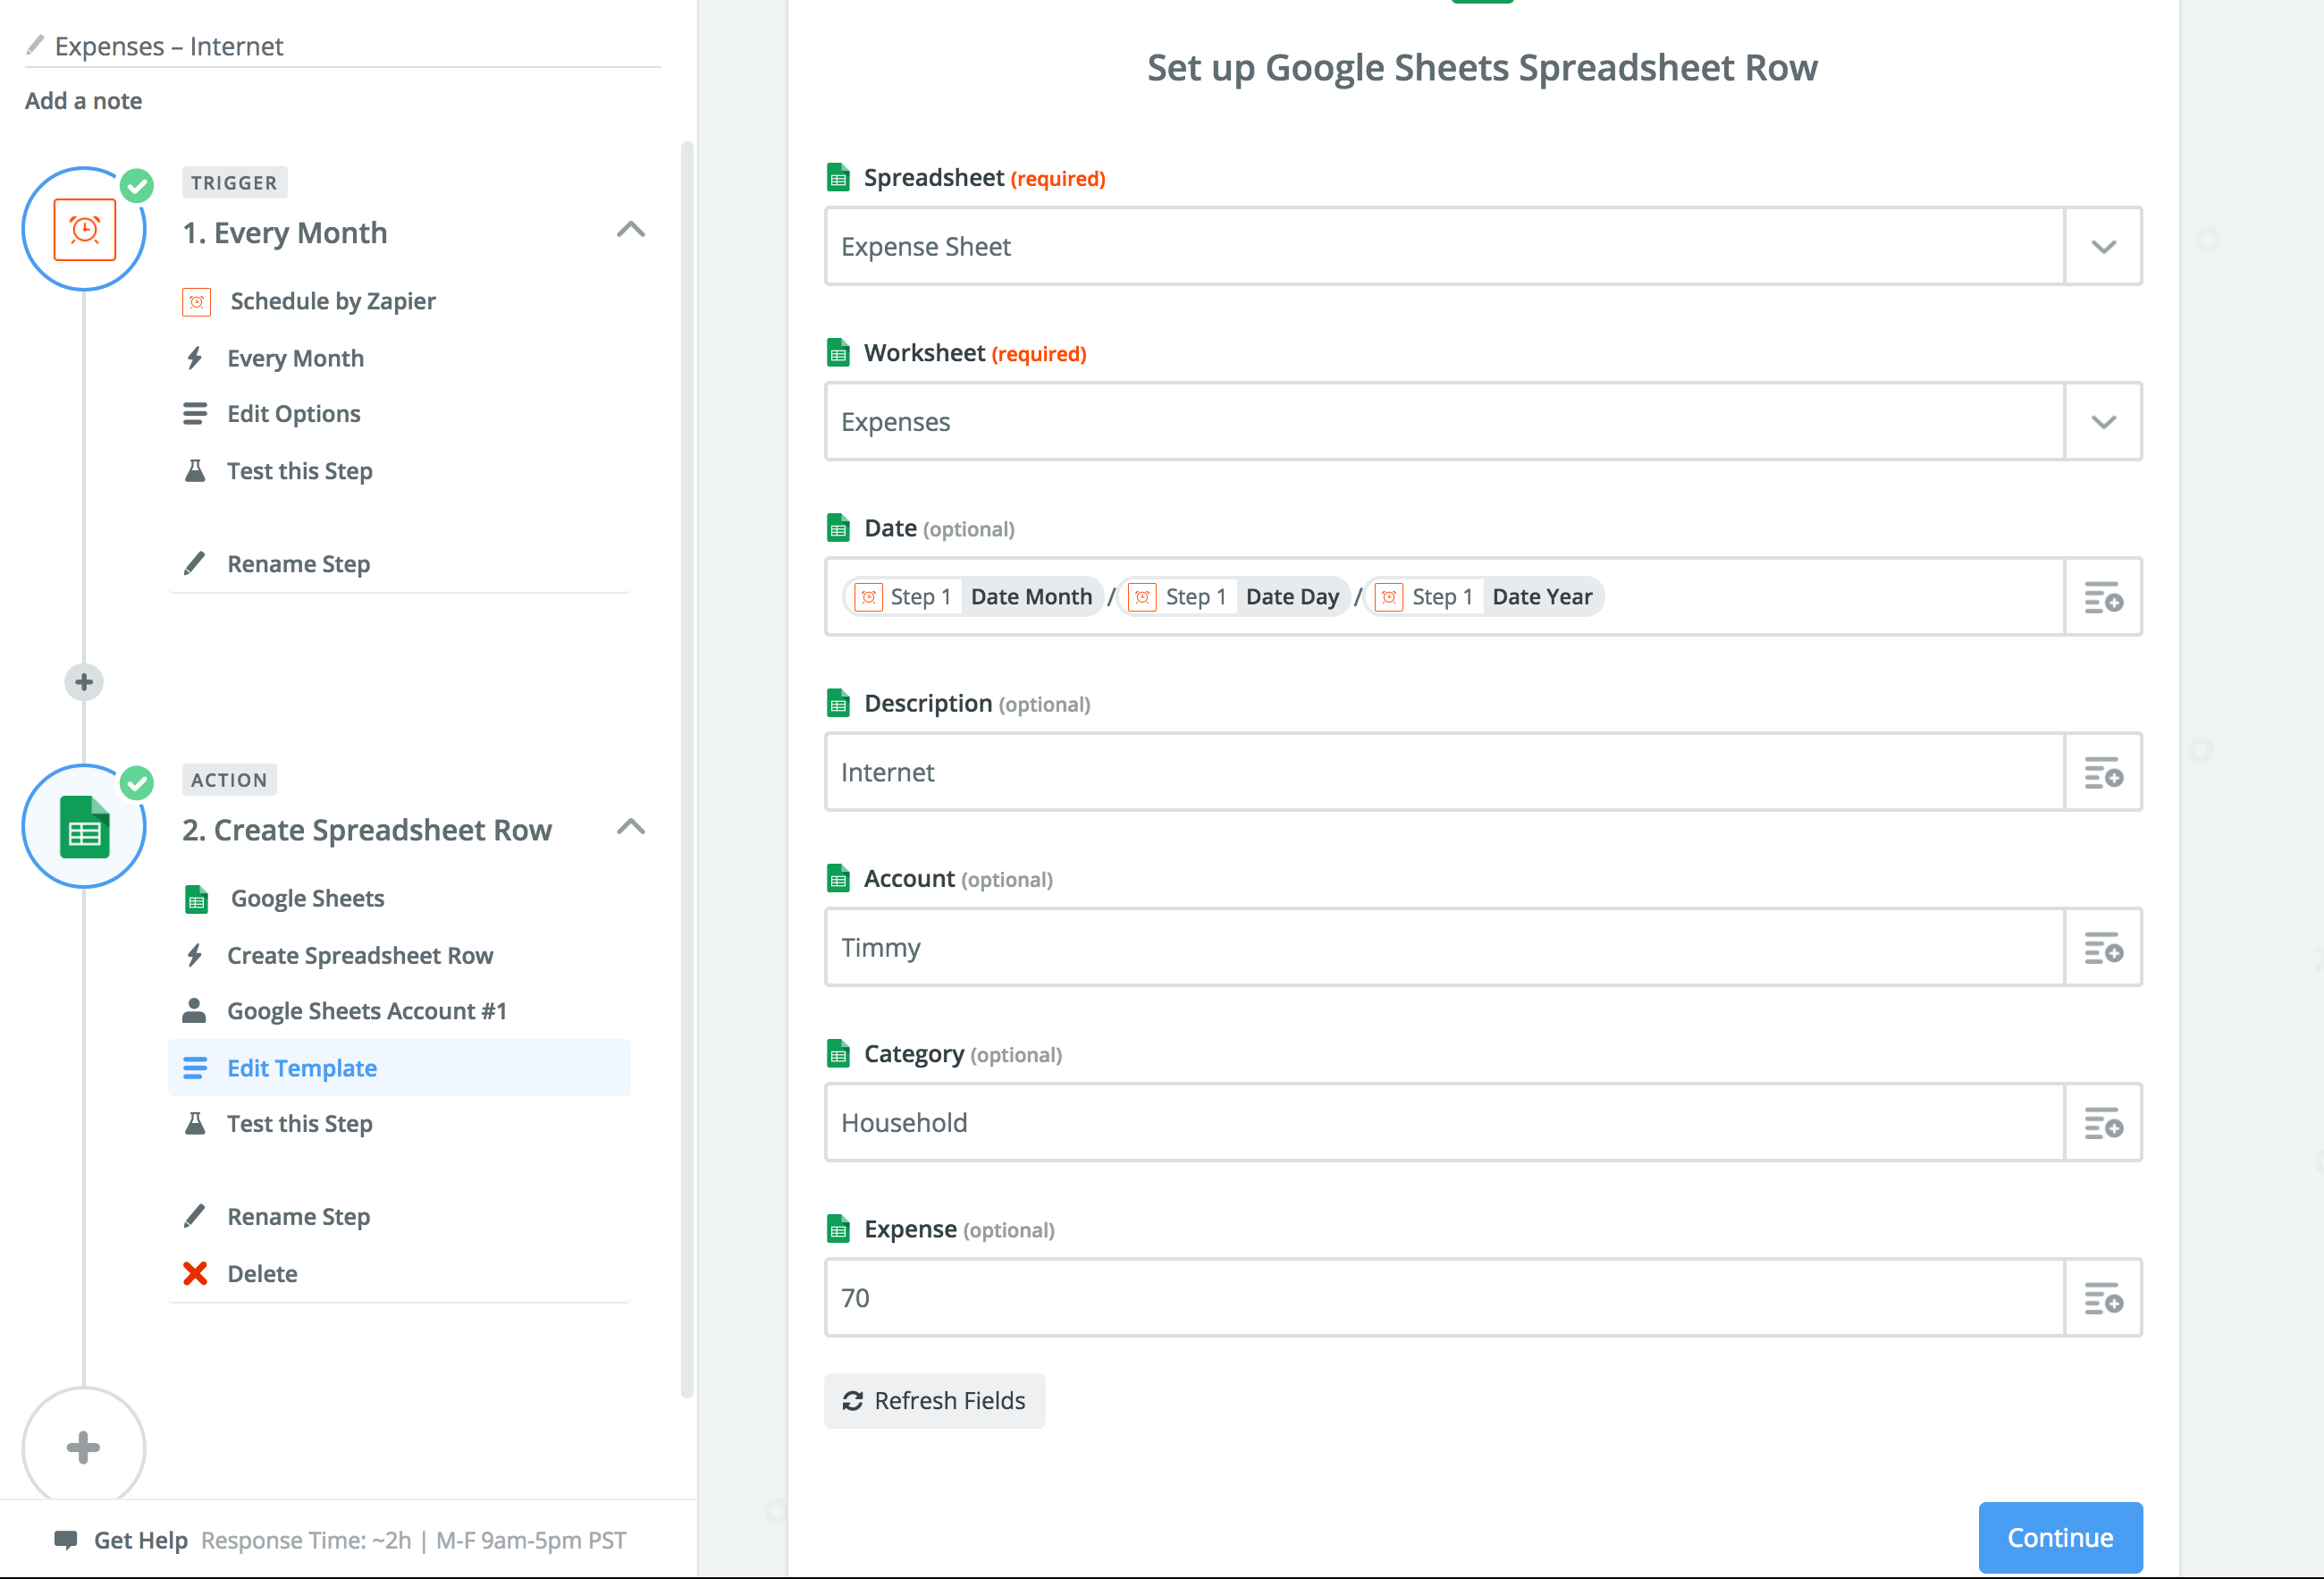 Expenses – Internet
Add a note
TRIGGER
1. Every Month
Schedule by Zapier
Every Month
Edit Options
Test this Step
Rename Step
ACTION
2. Create Spreadsheet Row
Google Sheets
Create Spreadsheet Row
Google Sheets Account #1
Edit Template
Test this Step
Rename Step
Delete
Get Help Response Time: ~2h | M-F 9am-5pm PST
Set up Google Sheets Spreadsheet Row
Spreadsheet (required)
Expense Sheet
Worksheet (required)
Expenses
Date (optional)
Step 1 Date Month / Step 1 Date Day / Step 1 Date Year
Description (optional)
Internet
Account (optional)
Timmy
Category (optional)
Household
Expense (optional)
70
Refresh Fields
Continue